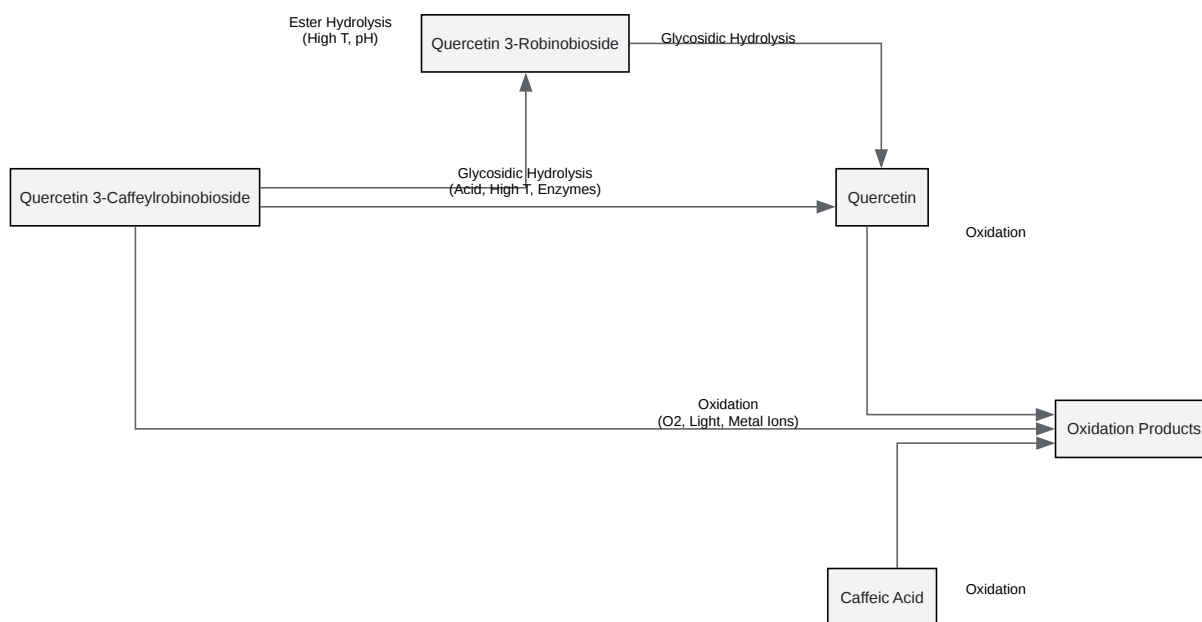 Ester Hydrolysis
(High T, pH)
Quercetin 3-Robinobioside
Glycosidic Hydrolysis
Glycosidic Hydrolysis
(Acid, High T, Enzymes)
Quercetin 3-Caffeylrobinobioside
Quercetin
Oxidation
Oxidation
(O2, Light, Metal Ions)
Oxidation Products
Caffeic Acid
Oxidation